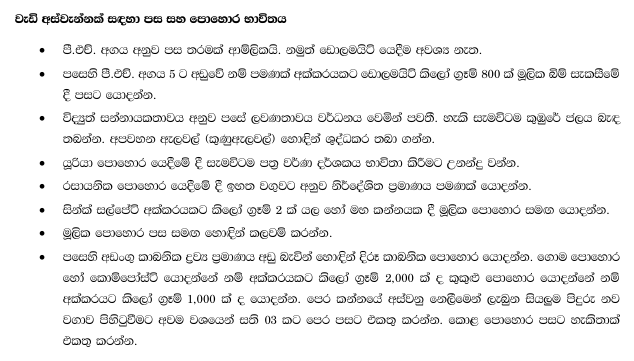 වැඩි අස්වැන්නක් සඳහා පස සහ පොහොර භාවිතය
• පී.එච්. අගය අනුව පස තරමක් ආම්ලිකයි. නමුත් ඩොලමයිට් යෙදීම අවශ්‍ය නැත.
• පසෙහි පී.එච්. අගය 5 ට අඩුවේ නම් පමණක් අක්කරයකට ඩොලමයිට් කිලෝ ග්‍රෑම් 800 ක් මූලික බිම් සැකසීමේ
දී පසට යොදන්න.
• විද්‍යුත් සන්නායකතාවය අනුව පසේ ලවණතාවය වර්ධනය වෙමින් පවතී. හැකි සැමවිටම කුඹුරේ ජලය බැඳ
තබන්න. අපවහන ඇලවල් (කුණුඇලවල්) හොඳින් ශුද්ධකර තබා ගන්න.
• යූරියා පොහොර යෙදීමේ දී සැමවිටම පත්‍ර වර්ණ දර්ශකය භාවිතා කිරීමට උනන්දු වන්න.
• රසායනික පොහොර යෙදීමේ දී ඉහත වගුවට අනුව නිර්දේශිත ප්‍රමාණය පමණක් යොදන්න.
• සින්ක් සල්පේට් අක්කරයකට කිලෝ ග්‍රෑම් 2 ක් යල හෝ මහ කන්නයක දී මූලික පොහොර සමඟ යොදන්න.
• මූලික පොහොර පස සමඟ හොඳින් කලවම් කරන්න.
• පසෙහි අඩංගු කාබනික ද්‍රව්‍ය ප්‍රමාණය අඩු බැවින් හොඳින් දිරූ කාබනික පොහොර යොදන්න. ගොම පොහොර
හෝ කොම්පෝස්ට් යොදන්නේ නම් අක්කරයකට කිලෝ ග්‍රෑම් 2,000 ක් ද කුකුළු පොහොර යොදන්නේ නම්
අක්කරයට කිලෝ ග්‍රෑම් 1,000 ක් ද යොදන්න. පෙර කන්නයේ අස්වනු නෙලීමෙන් ලැබුන සියලුම පිදුරු නව
වගාව පිහිටුවීමට අවම වශයෙන් සති 03 කට පෙර පසට එකතු කරන්න. කොළ පොහොර පසට හැකිතාක්
එකතු කරන්න.